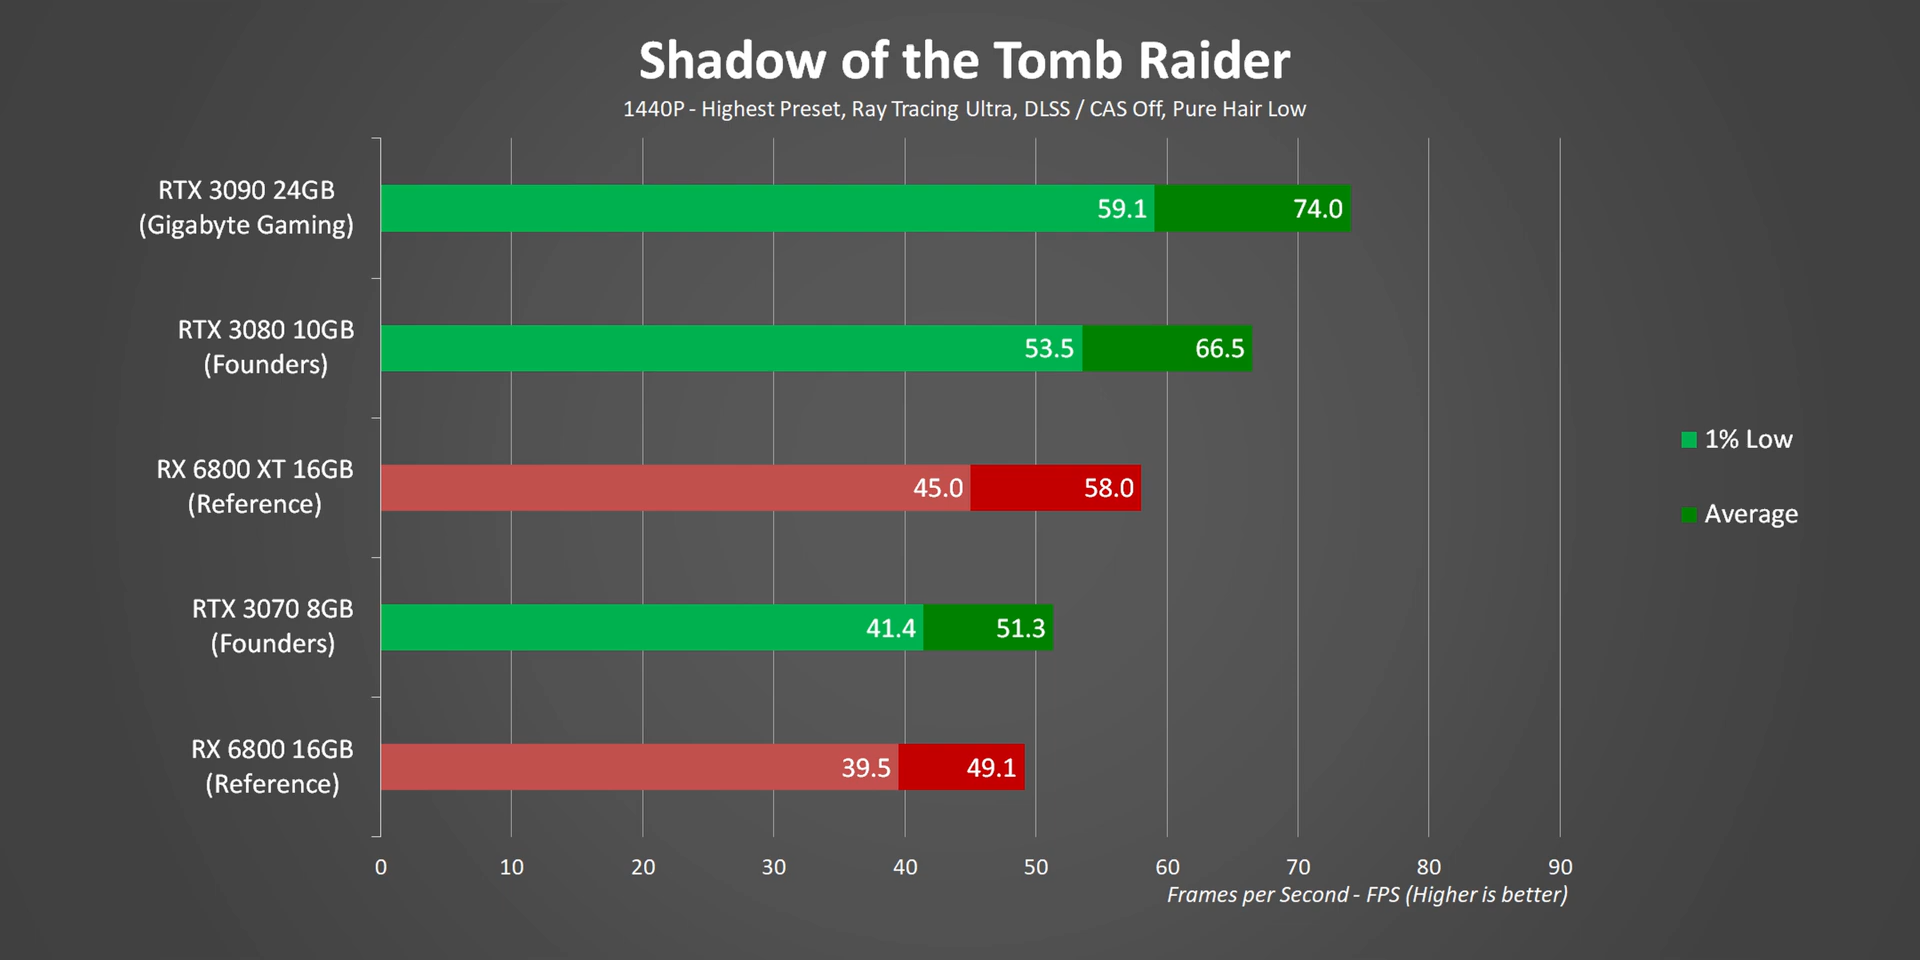 Shadow of the Tomb Raider
1440P - Highest Preset, Ray Tracing Ultra, DLSS / CAS Off, Pure Hair Low
RTX 3090 24GB
(Gigabyte Gaming)
59.1
74.0
RTX 3080 10GB
(Founders)
53.5
66.5
RX 6800 XT 16GB
(Reference)
45.0
58.0
RTX 3070 8GB
(Founders)
41.4
51.3
RX 6800 16GB
(Reference)
39.5
49.1
1% Low
Average
0 10 20 30 40 50 60 70 80 90
Frames per Second - FPS (Higher is better)